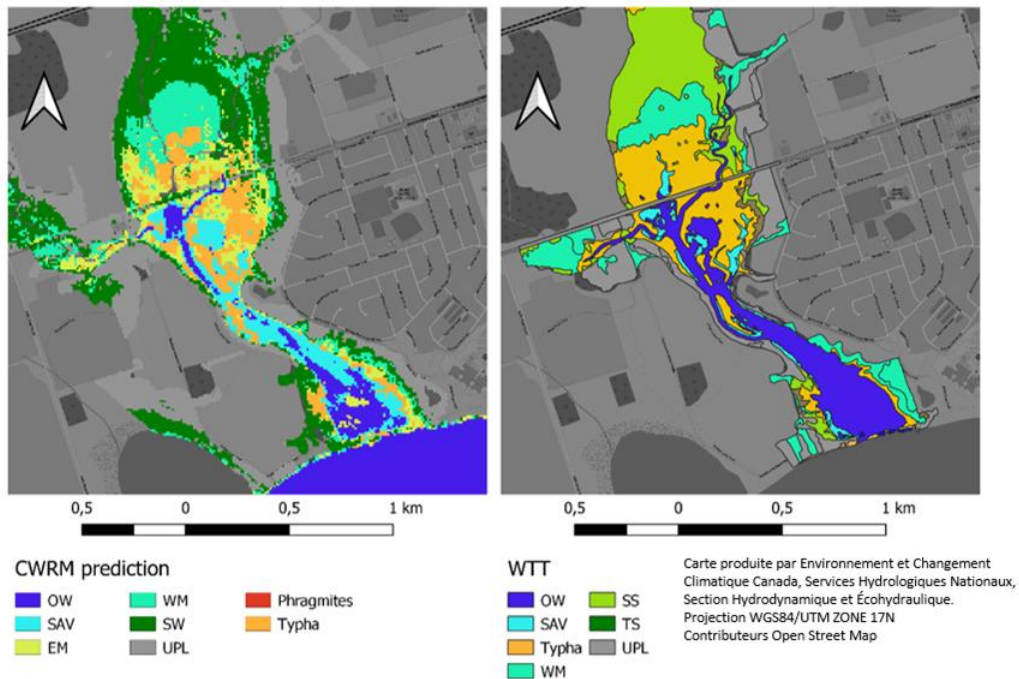 0,5 0 0,5 1 km
0,5 0 0,5 1 km
CWRM prediction
OW WM Phragmites
SAV SW Typha
EM UPL
WTT
OW SS
SAV TS
Typha UPL
WM
Carte produite par Environnement et Changement
Climatique Canada, Services Hydrologiques Nationaux,
Section Hydrodynamique et Écohydraulique.
Projection WGS84/UTM ZONE 17N
Contributeurs Open Street Map